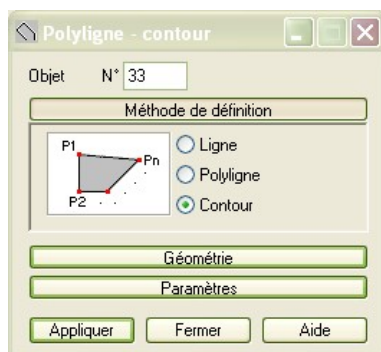 Polyligne - contour
Objet N° 33
Méthode de définition
P1
Pn
P2
Ligne
Polyligne
Contour
Géométrie
Paramètres
Appliquer Fermer Aide